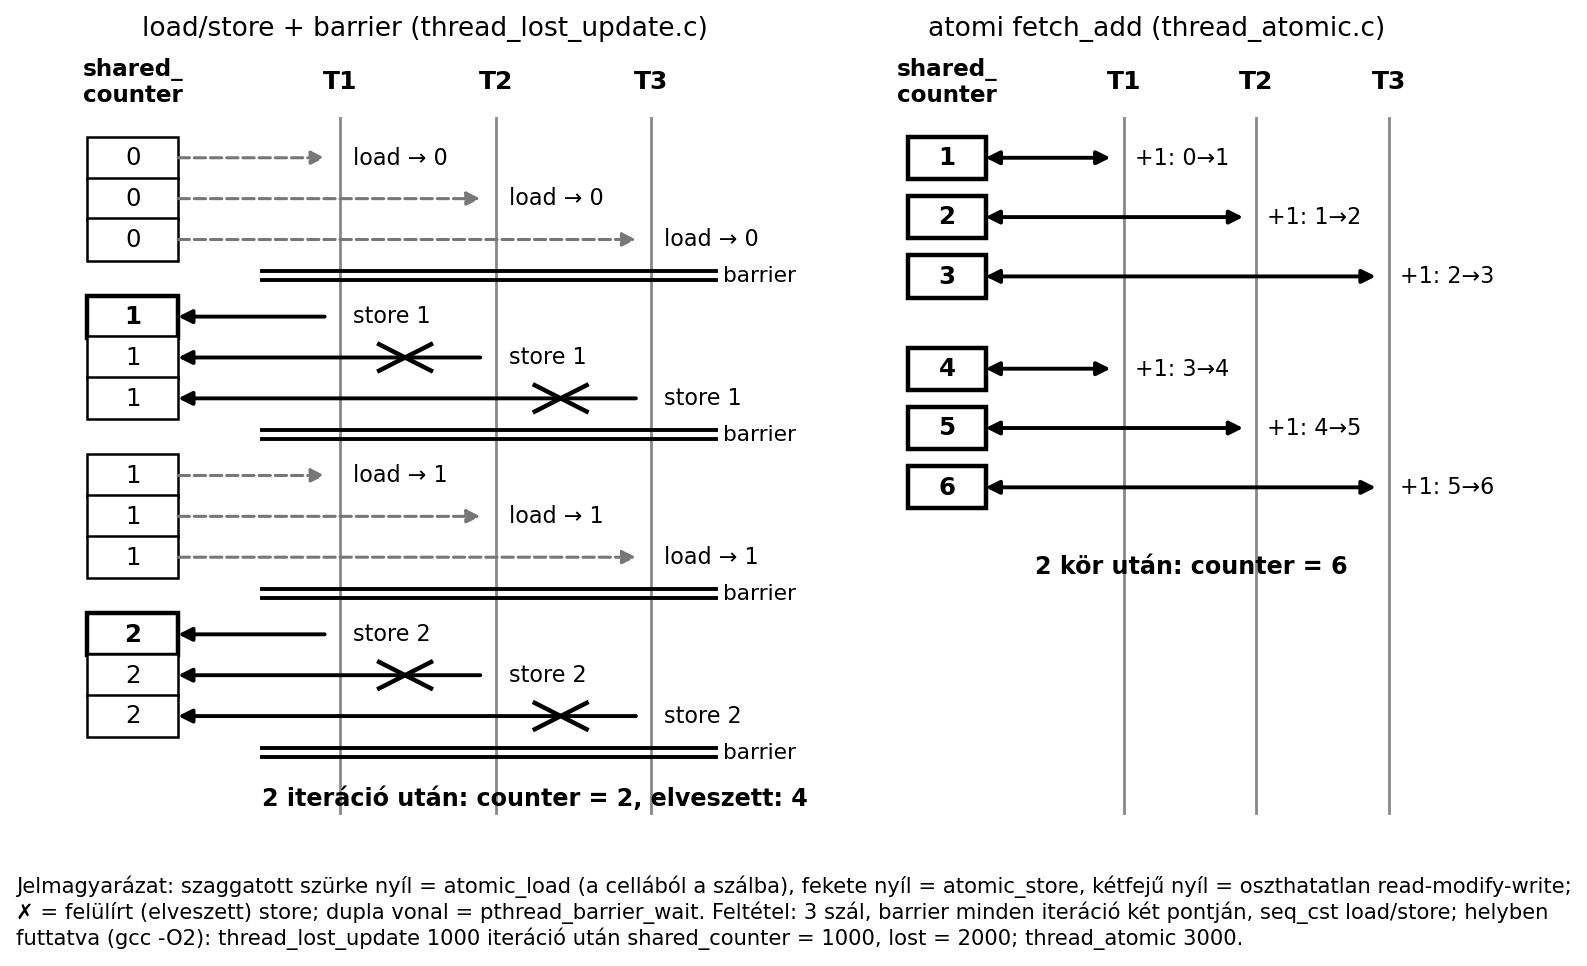 load/store + barrier (thread_lost_update.c)
shared_
counter
T1
T2
T3
0
load → 0
0
load → 0
0
load → 0
barrier
1
store 1
1
store 1
1
store 1
barrier
1
load → 1
1
load → 1
1
load → 1
barrier
2
store 2
2
store 2
2
store 2
barrier
2 iteráció után: counter = 2, elveszett: 4
atomi fetch_add (thread_atomic.c)
shared_
counter
T1
T2
T3
1
+1: 0→1
2
+1: 1→2
3
+1: 2→3
4
+1: 3→4
5
+1: 4→5
6
+1: 5→6
2 kör után: counter = 6
Jelmagyarázat: szaggatott szürke nyíl = atomic_load (a cellából a szálba), fekete nyíl = atomic_store, kétfejű nyíl = oszthatatlan read-modify-write;
✗ = felülírt (elveszett) store; dupla vonal = pthread_barrier_wait. Feltétel: 3 szál, barrier minden iteráció két pontján, seq_cst load/store; helyben
futtatva (gcc -O2): thread_lost_update 1000 iteráció után shared_counter = 1000, lost = 2000; thread_atomic 3000.